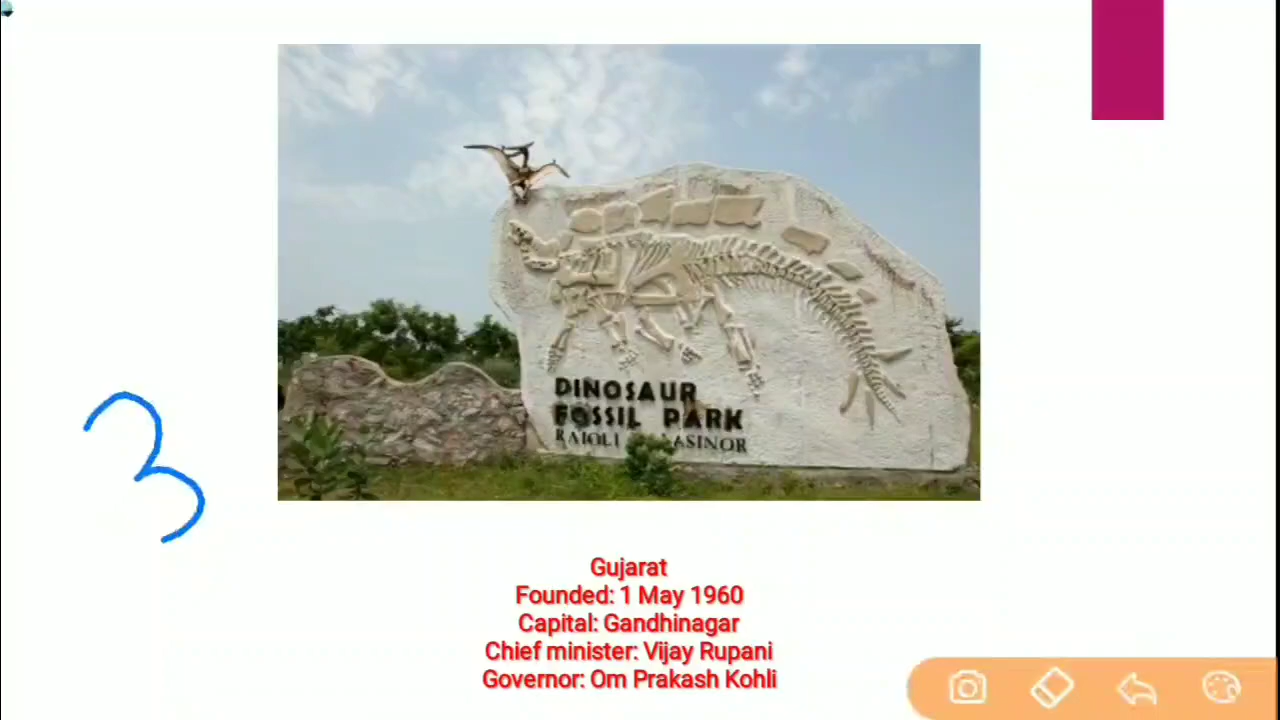 DINOSAUR
FOSSIL PARK
RAIOLI ASINOR
3
Gujarat
Founded: 1 May 1960
Capital: Gandhinagar
Chief minister: Vijay Rupani
Governor: Om Prakash Kohli